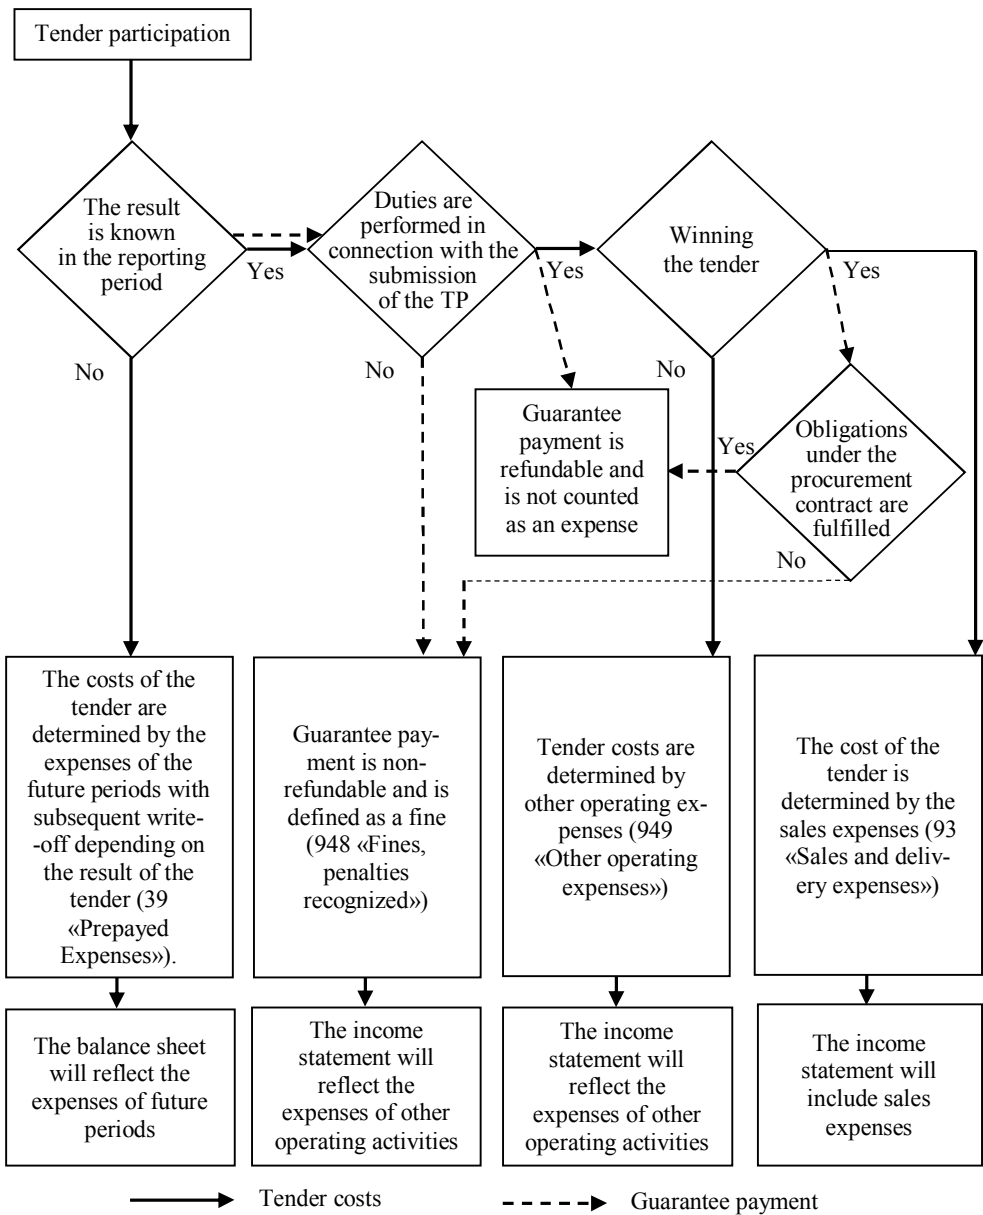 Tender participation
The result
is known
in the reporting
period
Yes
No
Duties are
performed in
connection with the
submission
of the TP
Yes
No
Winning
the tender
Yes
No
Guarantee
payment is
refundable and
is not counted
as an expense
Yes
Obligations
under the
procurement
contract are
fulfilled
No
The costs of the
tender are
determined by the
expenses of the
future periods with
subsequent write-
-off depending on
the result of the
tender (39
«Prepayed
Expenses»).
Guarantee pay-
ment is non-
refundable and is
defined as a fine
(948 «Fines,
penalties
recognized»)
Tender costs are
determined by
other operating ex-
penses (949
«Other operating
expenses»)
The cost of the
tender is
determined by the
sales expenses (93
«Sales and deliv-
ery expenses»)
The balance sheet
will reflect the
expenses of future
periods
The income
statement will
reflect the
expenses of other
operating activities
The income
statement will
reflect the
expenses of other
operating activities
The income
statement will
include sales
expenses
Tender costs
Guarantee payment